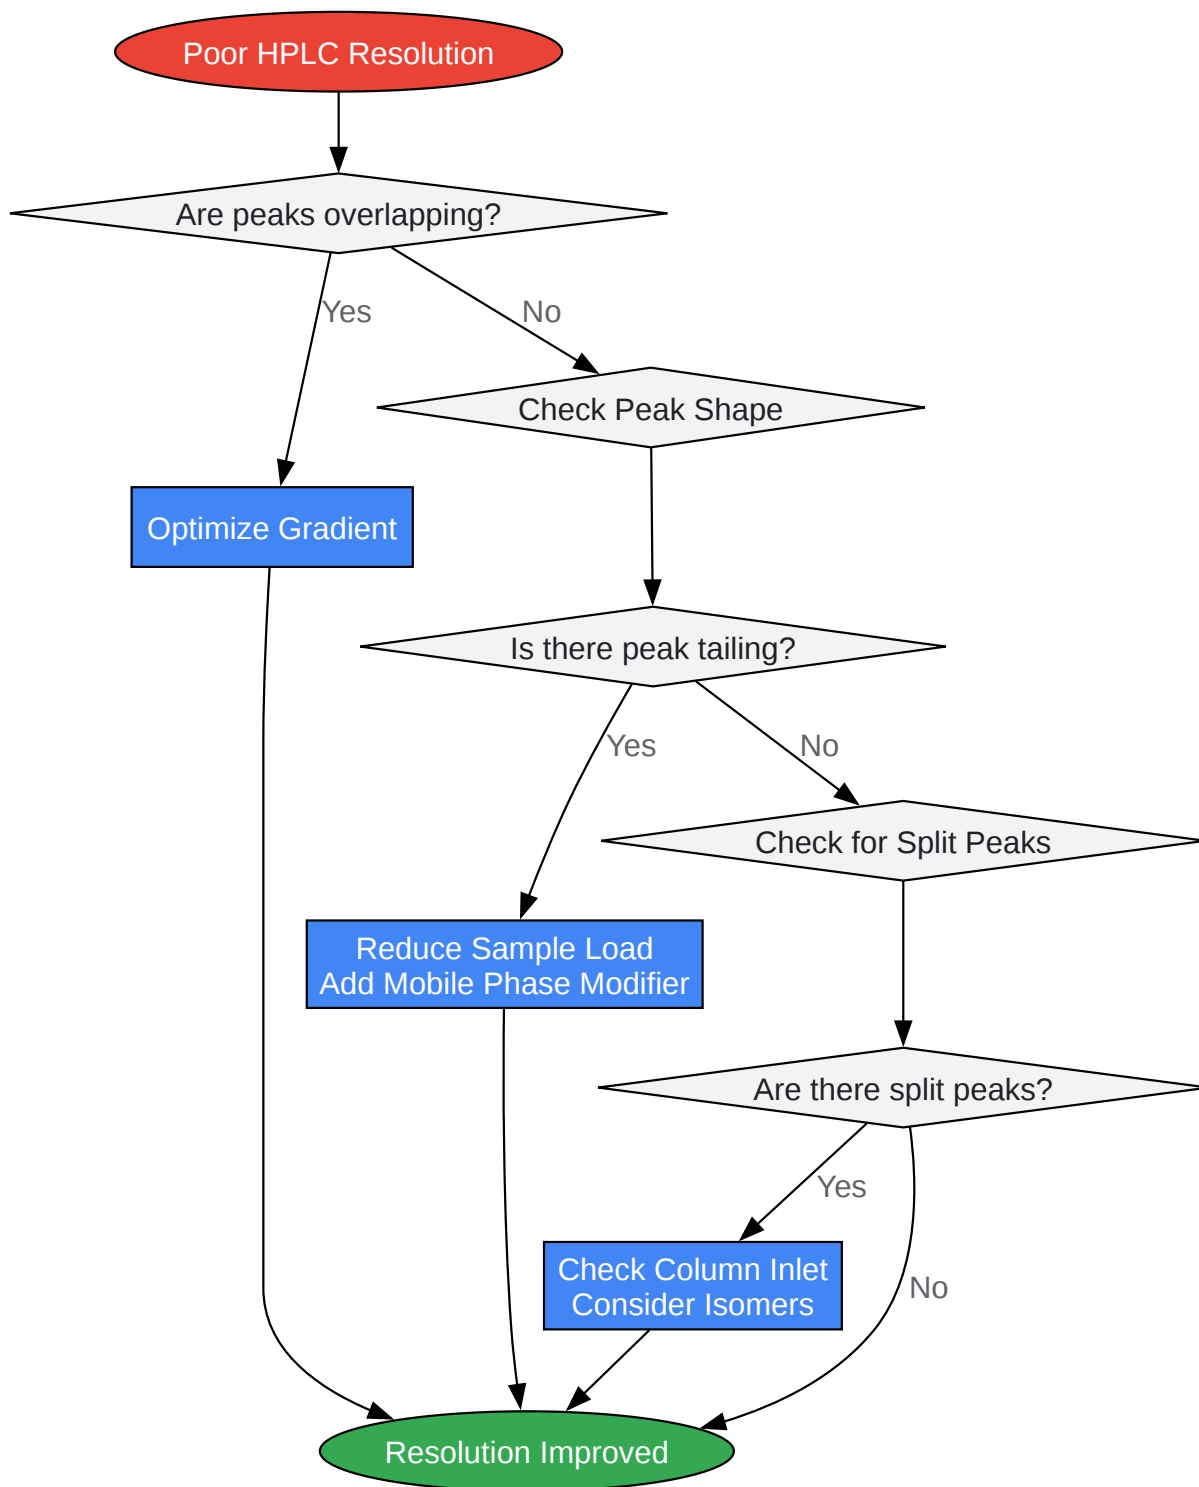 Poor HPLC Resolution
Are peaks overlapping?
Yes
No
Check Peak Shape
Optimize Gradient
Is there peak tailing?
Yes
No
Check for Split Peaks
Reduce Sample Load
Add Mobile Phase Modifier
Are there split peaks?
Yes
Check Column Inlet
Consider Isomers
No
Resolution Improved